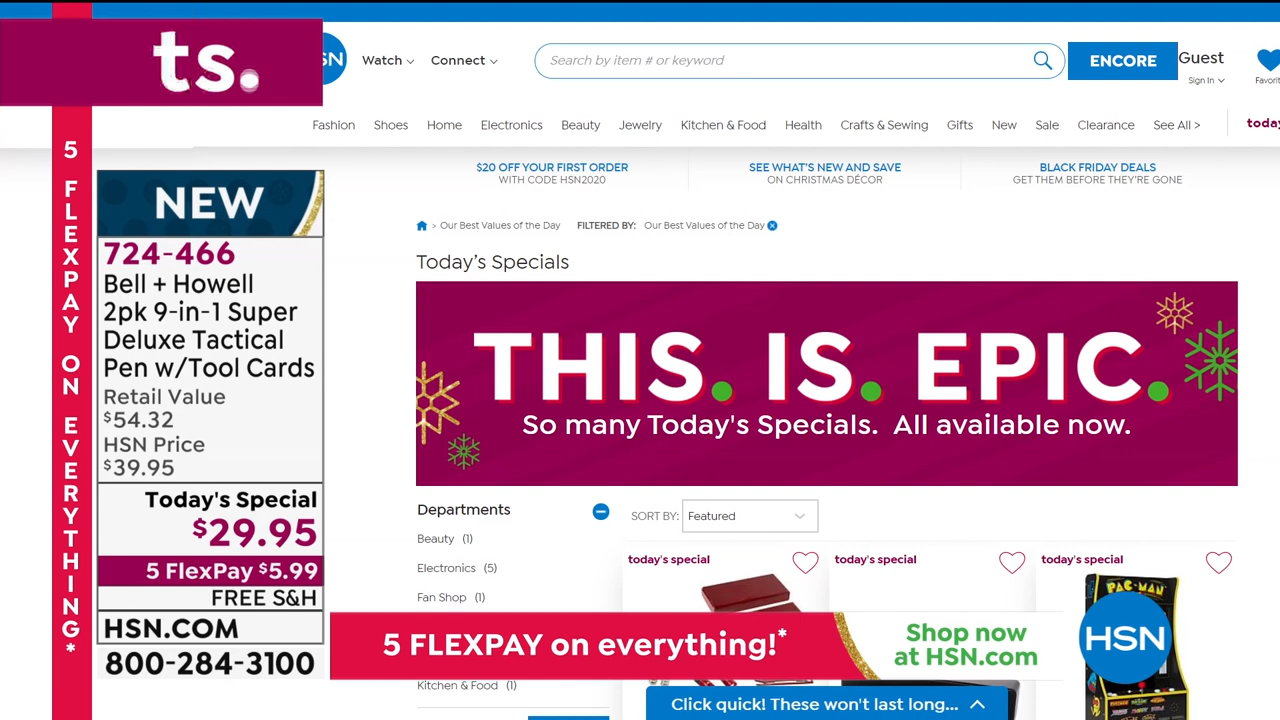 ts.
5 FLEXPAY ON EVERYTHING*
NEW
724-466
Bell + Howell
2pk 9-in-1 Super
Deluxe Tactical
Pen w/Tool Cards
Retail Value
$54.32
HSN Price
$39.95
Today's Special
$29.95
5 FlexPay $5.99
FREE S&H
HSN.COM
800-284-3100
SN
Watch
Connect
Search by item # or keyword
ENCORE
Guest
Sign In
Favorit
Fashion Shoes Home Electronics Beauty Jewelry Kitchen & Food Health Crafts & Sewing Gifts New Sale Clearance See All > today
$20 OFF YOUR FIRST ORDER
WITH CODE HSN2020
SEE WHAT'S NEW AND SAVE
ON CHRISTMAS DÉCOR
BLACK FRIDAY DEALS
GET THEM BEFORE THEY'RE GONE
> Our Best Values of the Day FILTERED BY: Our Best Values of the Day
Today's Specials
THIS. IS. EPIC.
So many Today's Specials. All available now.
Departments
Beauty (1)
Electronics (5)
Fan Shop (1)
Kitchen & Food (1)
SORT BY: Featured
today's special
today's special
today's special
PAC-MAN
5 FLEXPAY on everything!*
Shop now
at HSN.com
HSN
Click quick! These won't last long...